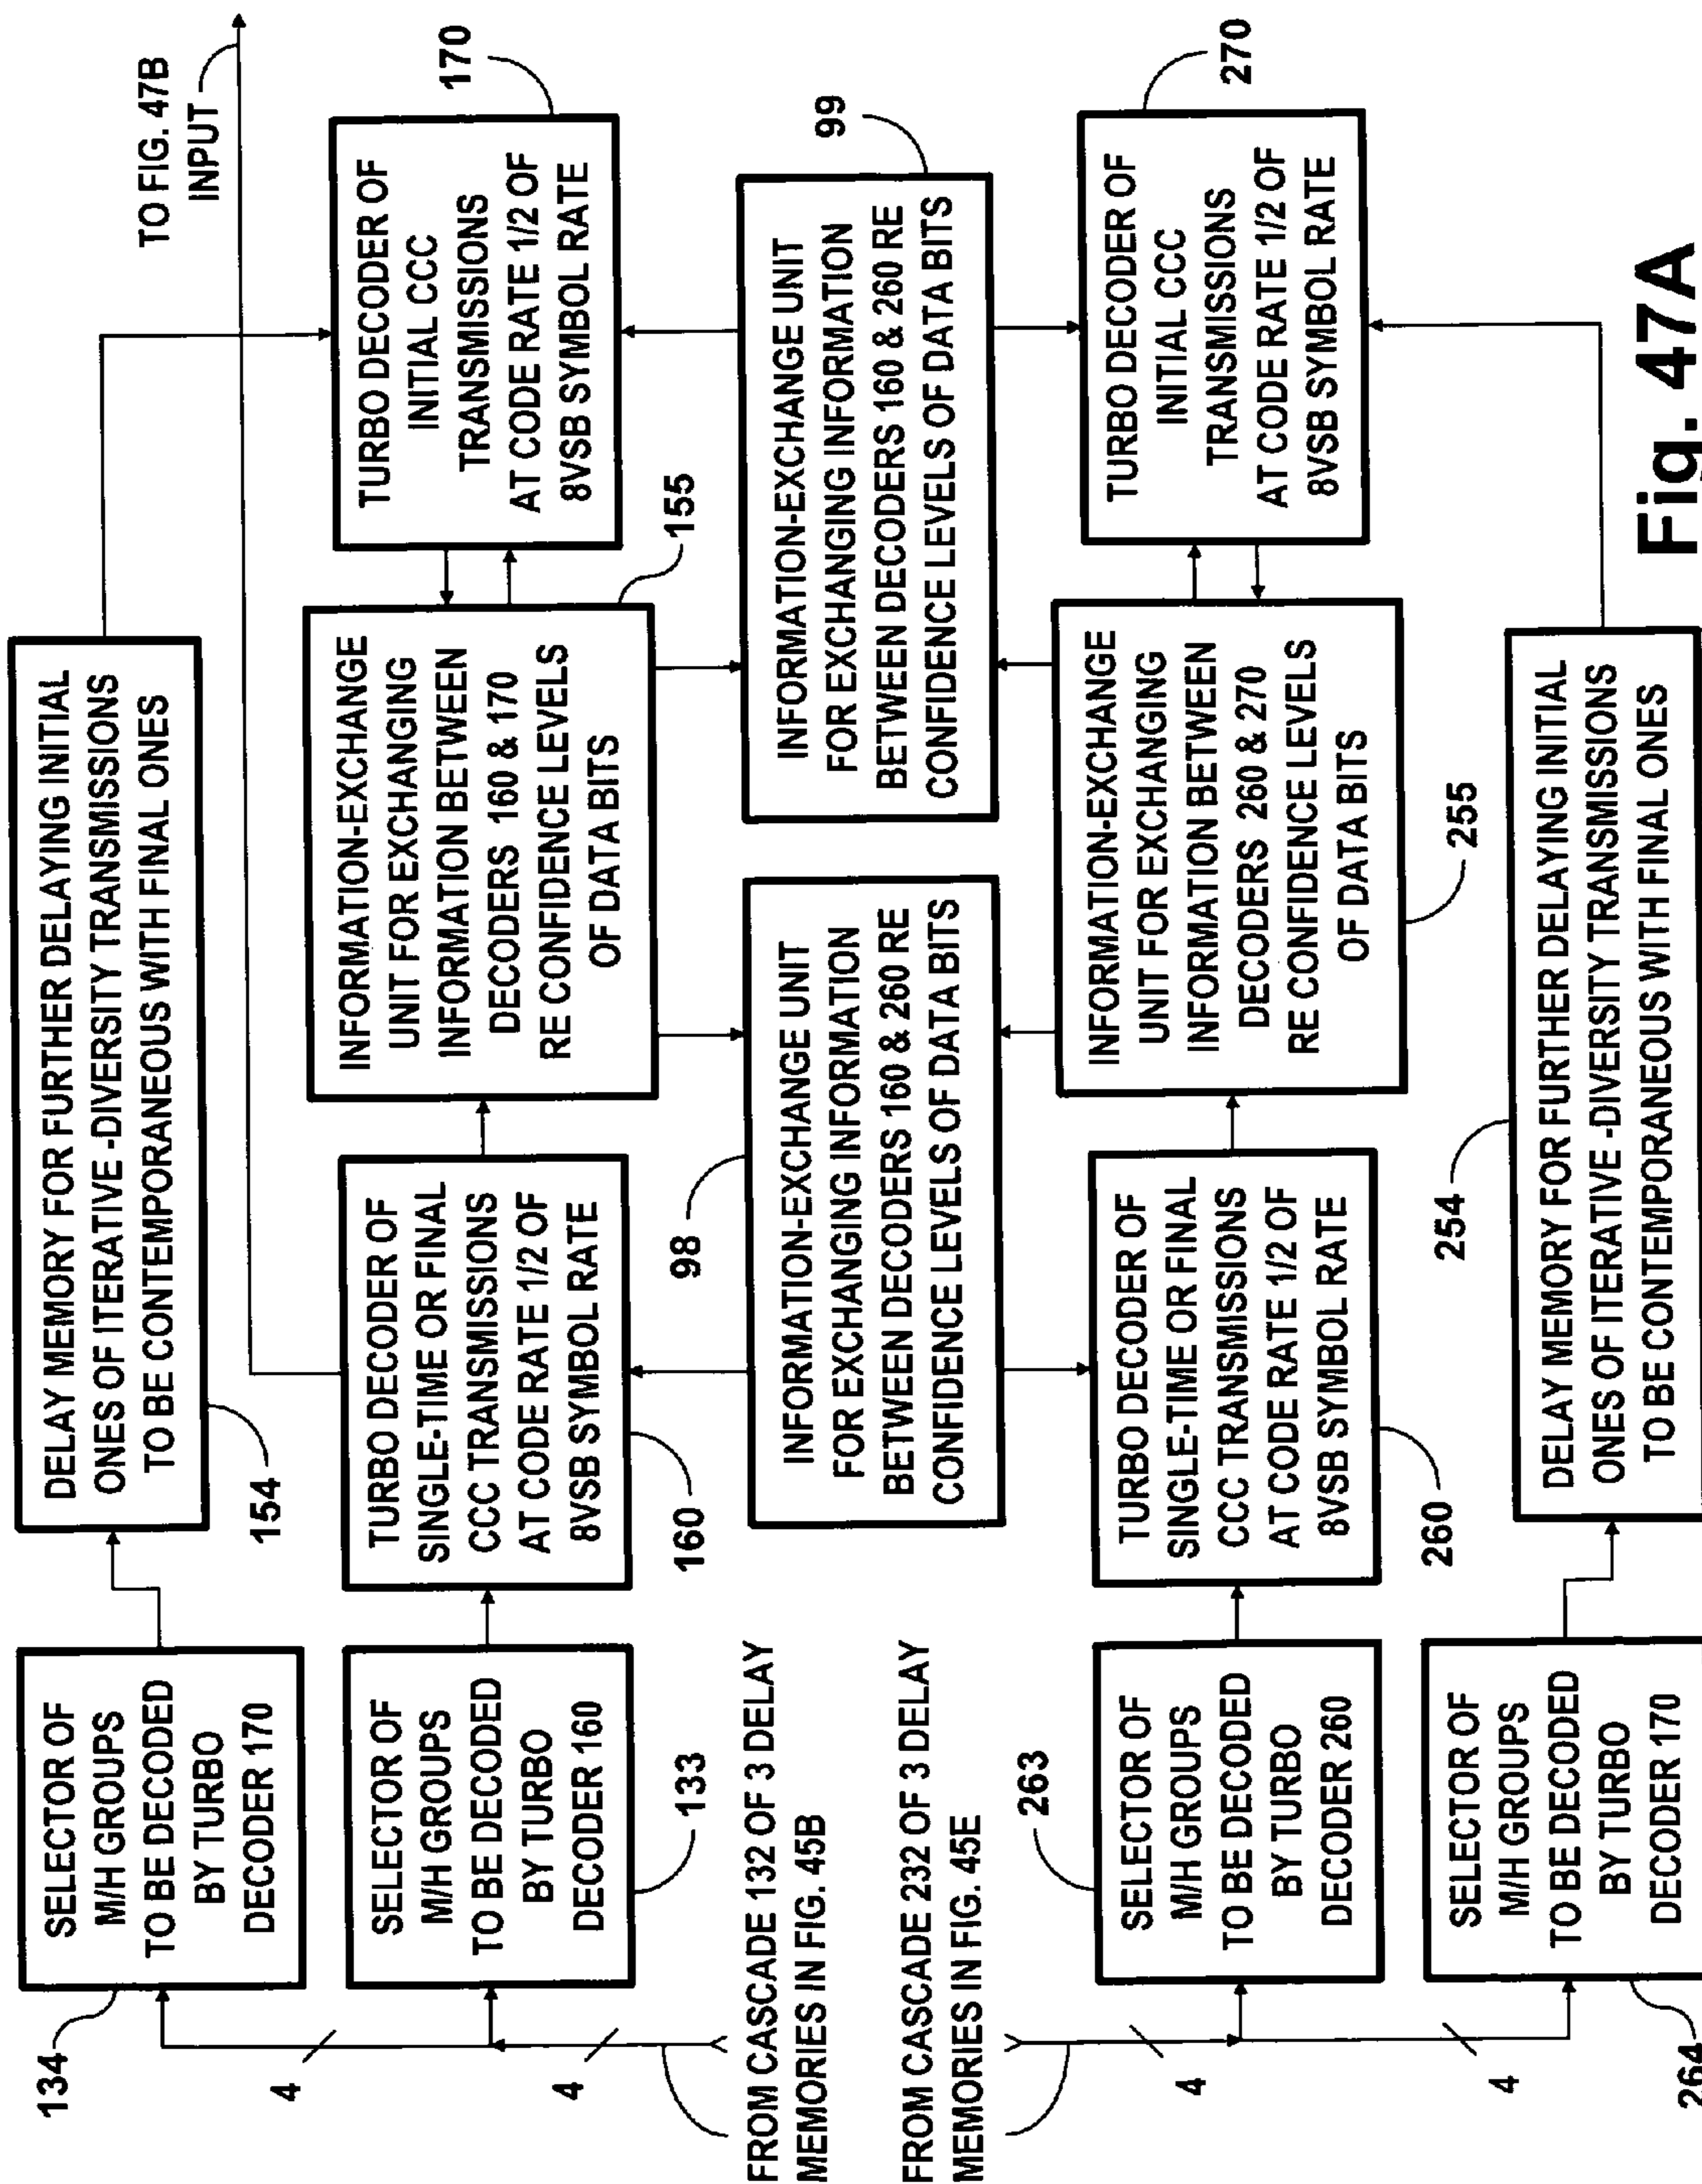 TO FIG. 47B
INPUT
134
SELECTOR OF
M/H GROUPS
TO BE DECODED
BY TURBO
DECODER 170
DELAY MEMORY FOR FURTHER DELAYING INITIAL
ONES OF ITERATIVE -DIVERSITY TRANSMISSIONS
TO BE CONTEMPORANEOUS WITH FINAL ONES
154
4
SELECTOR OF
M/H GROUPS
TO BE DECODED
BY TURBO
DECODER 160
133
TURBO DECODER OF
SINGLE-TIME OR FINAL
CCC TRANSMISSIONS
AT CODE RATE 1/2 OF
8VSB SYMBOL RATE
160
INFORMATION-EXCHANGE
UNIT FOR EXCHANGING
INFORMATION BETWEEN
DECODERS 160 & 170
RE CONFIDENCE LEVELS
OF DATA BITS
155
TURBO DECODER OF
INITIAL CCC
TRANSMISSIONS
AT CODE RATE 1/2 OF
8VSB SYMBOL RATE
170
4
FROM CASCADE 132 OF 3 DELAY
MEMORIES IN FIG. 45B
98
INFORMATION-EXCHANGE UNIT
FOR EXCHANGING INFORMATION
BETWEEN DECODERS 160 & 260 RE
CONFIDENCE LEVELS OF DATA BITS
99
INFORMATION-EXCHANGE UNIT
FOR EXCHANGING INFORMATION
BETWEEN DECODERS 160 & 260 RE
CONFIDENCE LEVELS OF DATA BITS
FROM CASCADE 232 OF 3 DELAY
MEMORIES IN FIG. 45E
263
4
SELECTOR OF
M/H GROUPS
TO BE DECODED
BY TURBO
DECODER 260
TURBO DECODER OF
SINGLE-TIME OR FINAL
CCC TRANSMISSIONS
AT CODE RATE 1/2 OF
8VSB SYMBOL RATE
260
INFORMATION-EXCHANGE
UNIT FOR EXCHANGING
INFORMATION BETWEEN
DECODERS 260 & 270
RE CONFIDENCE LEVELS
OF DATA BITS
255
TURBO DECODER OF
INITIAL CCC
TRANSMISSIONS
AT CODE RATE 1/2 OF
8VSB SYMBOL RATE
270
4
264
SELECTOR OF
M/H GROUPS
TO BE DECODED
BY TURBO
DECODER 170
254
DELAY MEMORY FOR FURTHER DELAYING INITIAL
ONES OF ITERATIVE -DIVERSITY TRANSMISSIONS
TO BE CONTEMPORANEOUS WITH FINAL ONES
Fig. 47A